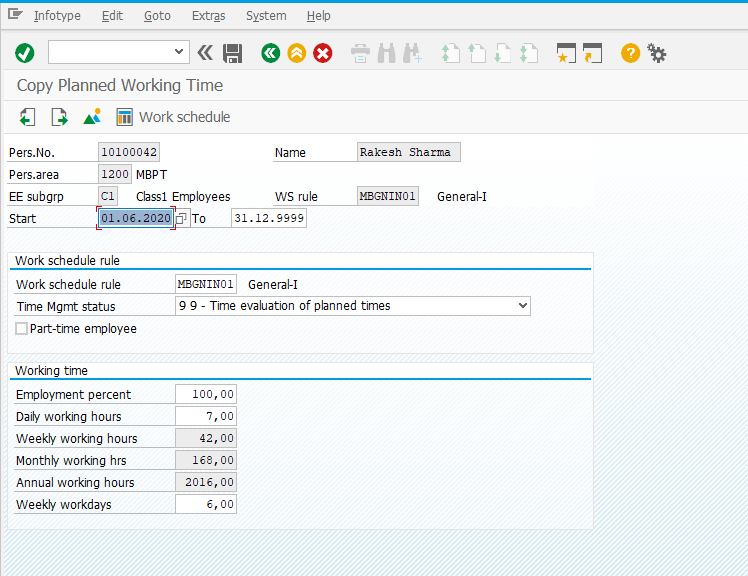 Infotype Edit Goto Extras System Help
Copy Planned Working Time
Work schedule
Pers.No. 10100042 Name Rakesh Sharma
Pers.area 1200 MBPT
EE subgrp C1 Class1 Employees WS rule MBGNIN01 General-I
Start 01.06.2020 To 31.12.9999
Work schedule rule
Work schedule rule MBGNIN01 General-I
Time Mgmt status 9 9 - Time evaluation of planned times
Part-time employee
Working time
Employment percent 100,00
Daily working hours 7,00
Weekly working hours 42,00
Monthly working hrs 168,00
Annual working hours 2016,00
Weekly workdays 6,00